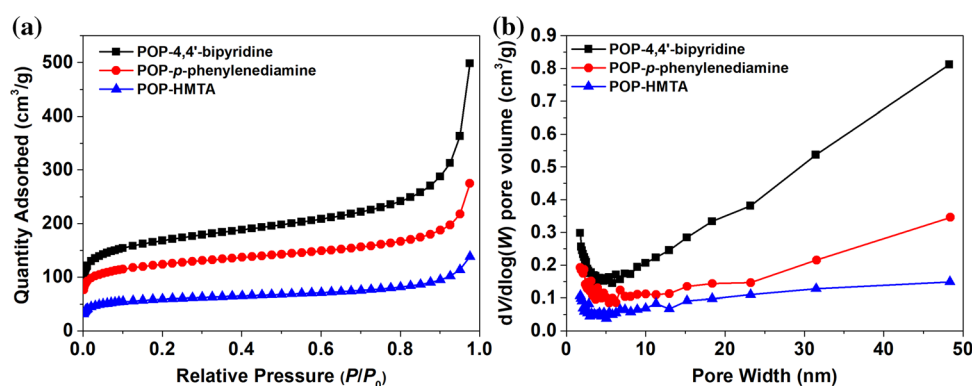 (a)
POP-4,4'-bipyridine
POP-p-phenylenediamine
POP-HMTA
Quantity Adsorbed (cm³/g)
500
400
300
200
100
0
0.0 0.2 0.4 0.6 0.8 1.0
Relative Pressure (P/P₀)
(b)
POP-4,4'-bipyridine
POP-p-phenylenediamine
POP-HMTA
dV/dlog(W) pore volume (cm³/g)
0.9
0.8
0.7
0.6
0.5
0.4
0.3
0.2
0.1
0.0
0 10 20 30 40 50
Pore Width (nm)